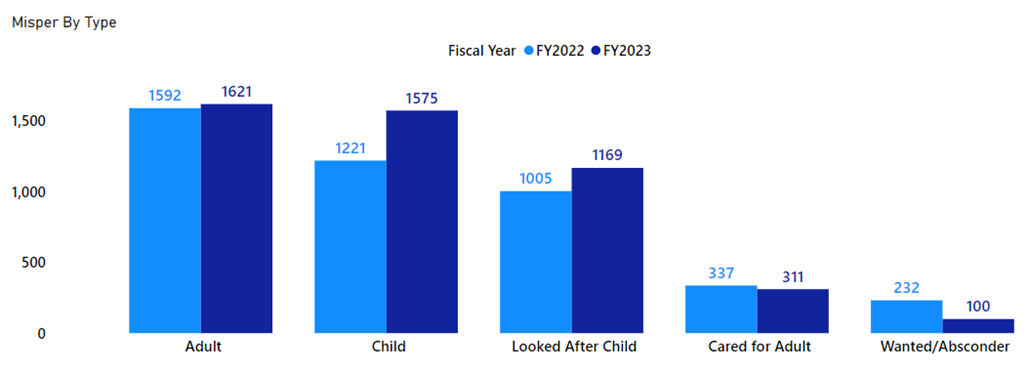 Misper By Type
Fiscal Year FY2022 FY2023
1592 1621 1575
1,500
1221 1169
1,000 1005
500
337 311
232 100
0
Adult Child Looked After Child Cared for Adult Wanted/Absconder